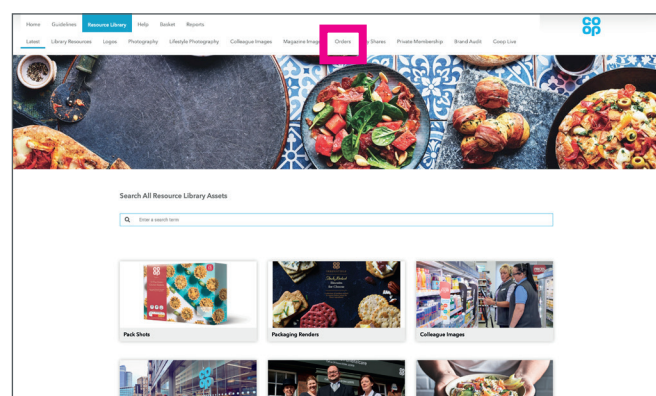 Home Guidelines Resource Library Help Basket Reports
CO
OP
Latest Library Resources Logos Photography Lifestyle Photography Colleague Images Magazine Imag Orders Shares Private Membership Brand Audit Coop Live
Search All Resource Library Assets
Enter a search term
Pack Shots
Packaging Renders
Colleague Images